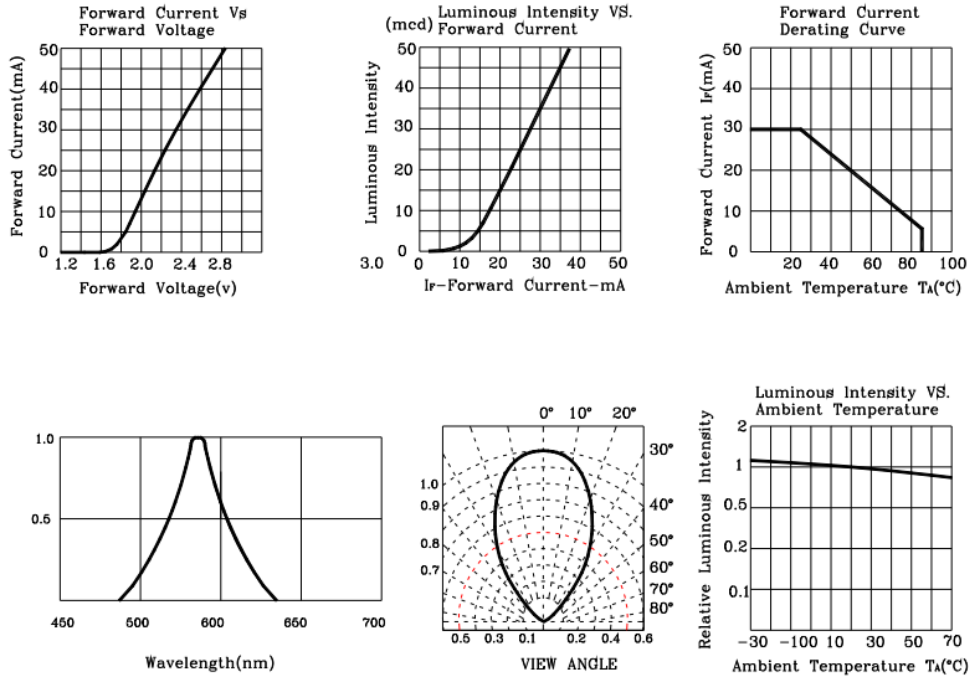 Forward Current Vs
Forward Voltage
Forward Current(mA)
50
40
30
20
10
0
1.2 1.6 2.0 2.4 2.8
3.0
Forward Voltage(v)
Luminous Intensity VS.
(mcd) Forward Current
Luminous Intensity
50
40
30
20
10
0
0 10 20 30 40 50
IF-Forward Current-mA
Forward Current
Derating Curve
Forward Current IF(mA)
50
40
30
20
10
0
20 40 60 80 100
Ambient Temperature TA(°C)
1.0
0.5
450 500 600 650 700
Wavelength(nm)
0° 10° 20°
30°
40°
50°
60°
70°
80°
1.0
0.9
0.8
0.7
0.5 0.3 0.1 0.2 0.4 0.6
VIEW ANGLE
Luminous Intensity VS.
Ambient Temperature
Relative Luminous Intensity
2
1
0.5
0.2
0.1
-30 -100 10 30 50 70
Ambient Temperature TA(°C)